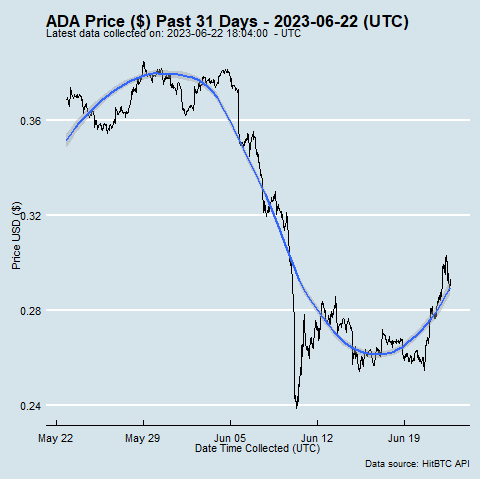 ADA Price ($) Past 31 Days - 2023-06-22 (UTC)
Latest data collected on: 2023-06-22 18:04:00 - UTC
0.36
0.32
0.28
0.24
Price USD ($)
May 22 May 29 Jun 05 Jun 12 Jun 19
Date Time Collected (UTC)
Data source: HitBTC API